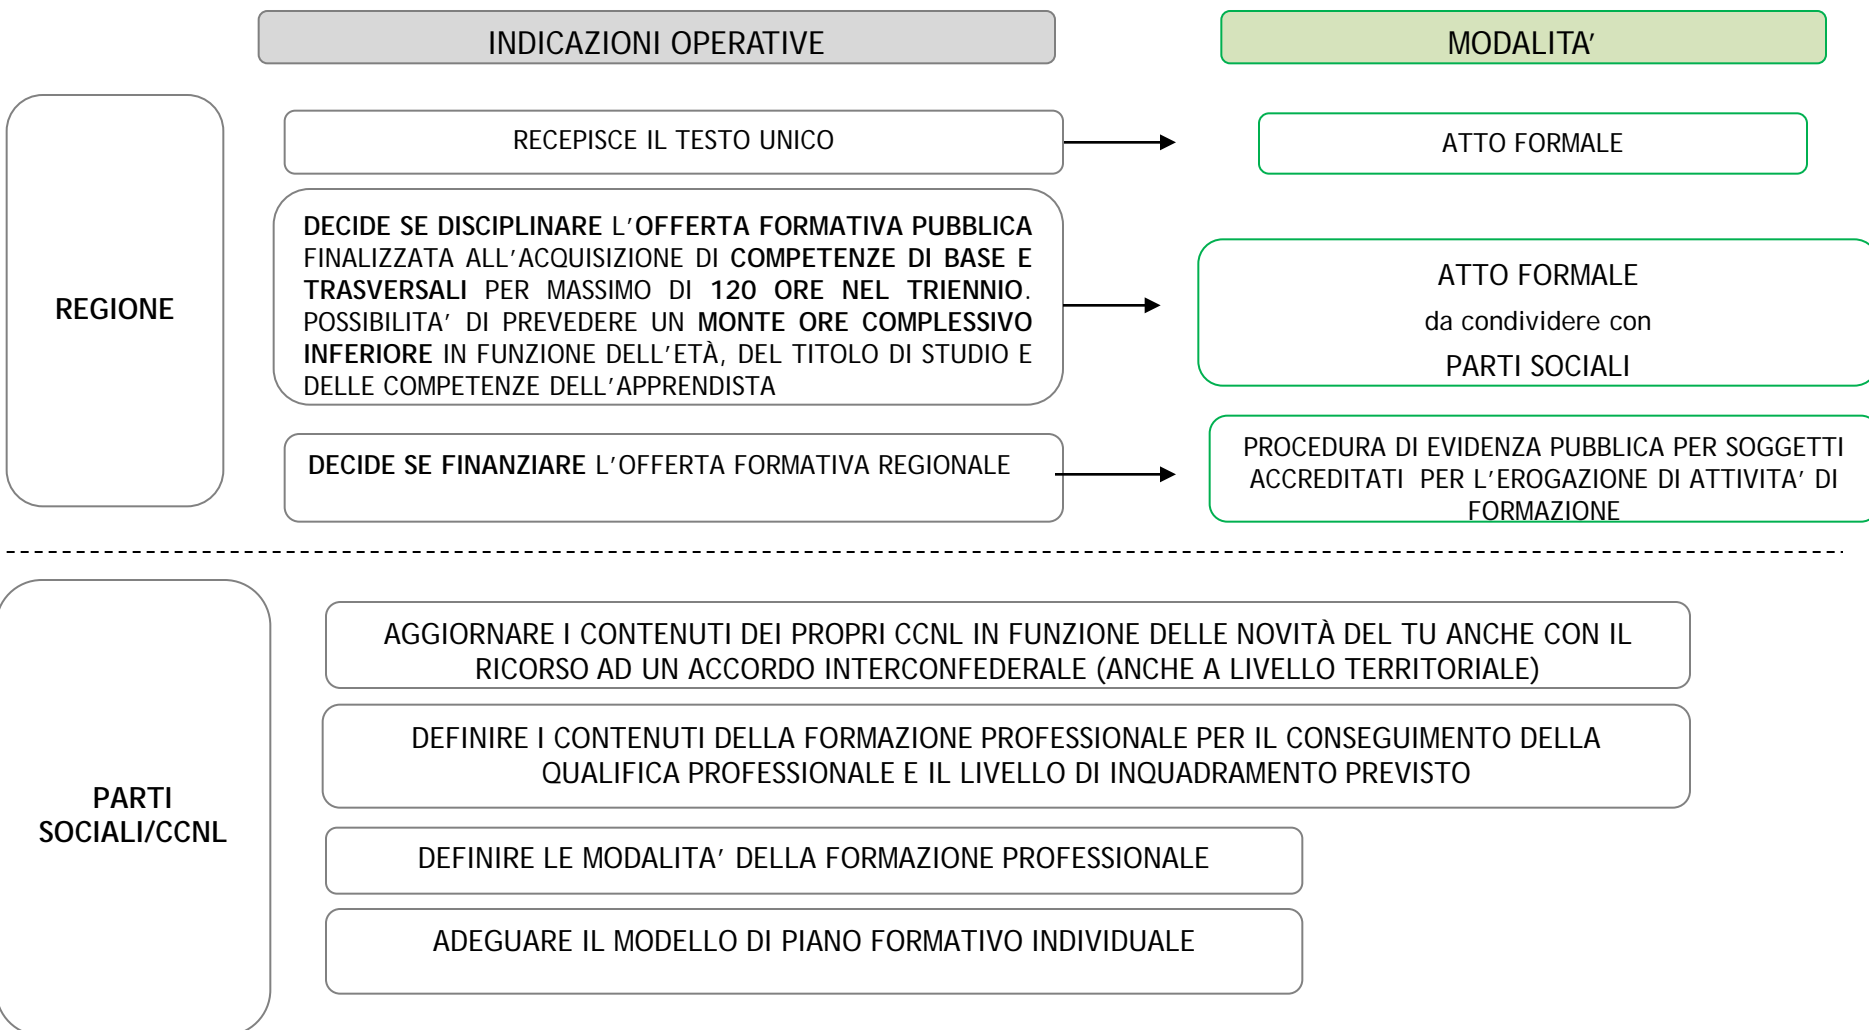 INDICAZIONI OPERATIVE
MODALITA’
REGIONE
RECEPISCE IL TESTO UNICO
ATTO FORMALE
DECIDE SE DISCIPLINARE L’OFFERTA FORMATIVA PUBBLICA
FINALIZZATA ALL’ACQUISIZIONE DI COMPETENZE DI BASE E
TRASVERSALI PER MASSIMO DI 120 ORE NEL TRIENNIO.
POSSIBILITA’ DI PREVEDERE UN MONTE ORE COMPLESSIVO
INFERIORE IN FUNZIONE DELL’ETÀ, DEL TITOLO DI STUDIO E
DELLE COMPETENZE DELL’APPRENDISTA
ATTO FORMALE
da condividere con
PARTI SOCIALI
DECIDE SE FINANZIARE L’OFFERTA FORMATIVA REGIONALE
PROCEDURA DI EVIDENZA PUBBLICA PER SOGGETTI
ACCREDITATI PER L’EROGAZIONE DI ATTIVITA’ DI
FORMAZIONE
PARTI
SOCIALI/CCNL
AGGIORNARE I CONTENUTI DEI PROPRI CCNL IN FUNZIONE DELLE NOVITÀ DEL TU ANCHE CON IL
RICORSO AD UN ACCORDO INTERCONFEDERALE (ANCHE A LIVELLO TERRITORIALE)
DEFINIRE I CONTENUTI DELLA FORMAZIONE PROFESSIONALE PER IL CONSEGUIMENTO DELLA
QUALIFICA PROFESSIONALE E IL LIVELLO DI INQUADRAMENTO PREVISTO
DEFINIRE LE MODALITA’ DELLA FORMAZIONE PROFESSIONALE
ADEGUARE IL MODELLO DI PIANO FORMATIVO INDIVIDUALE